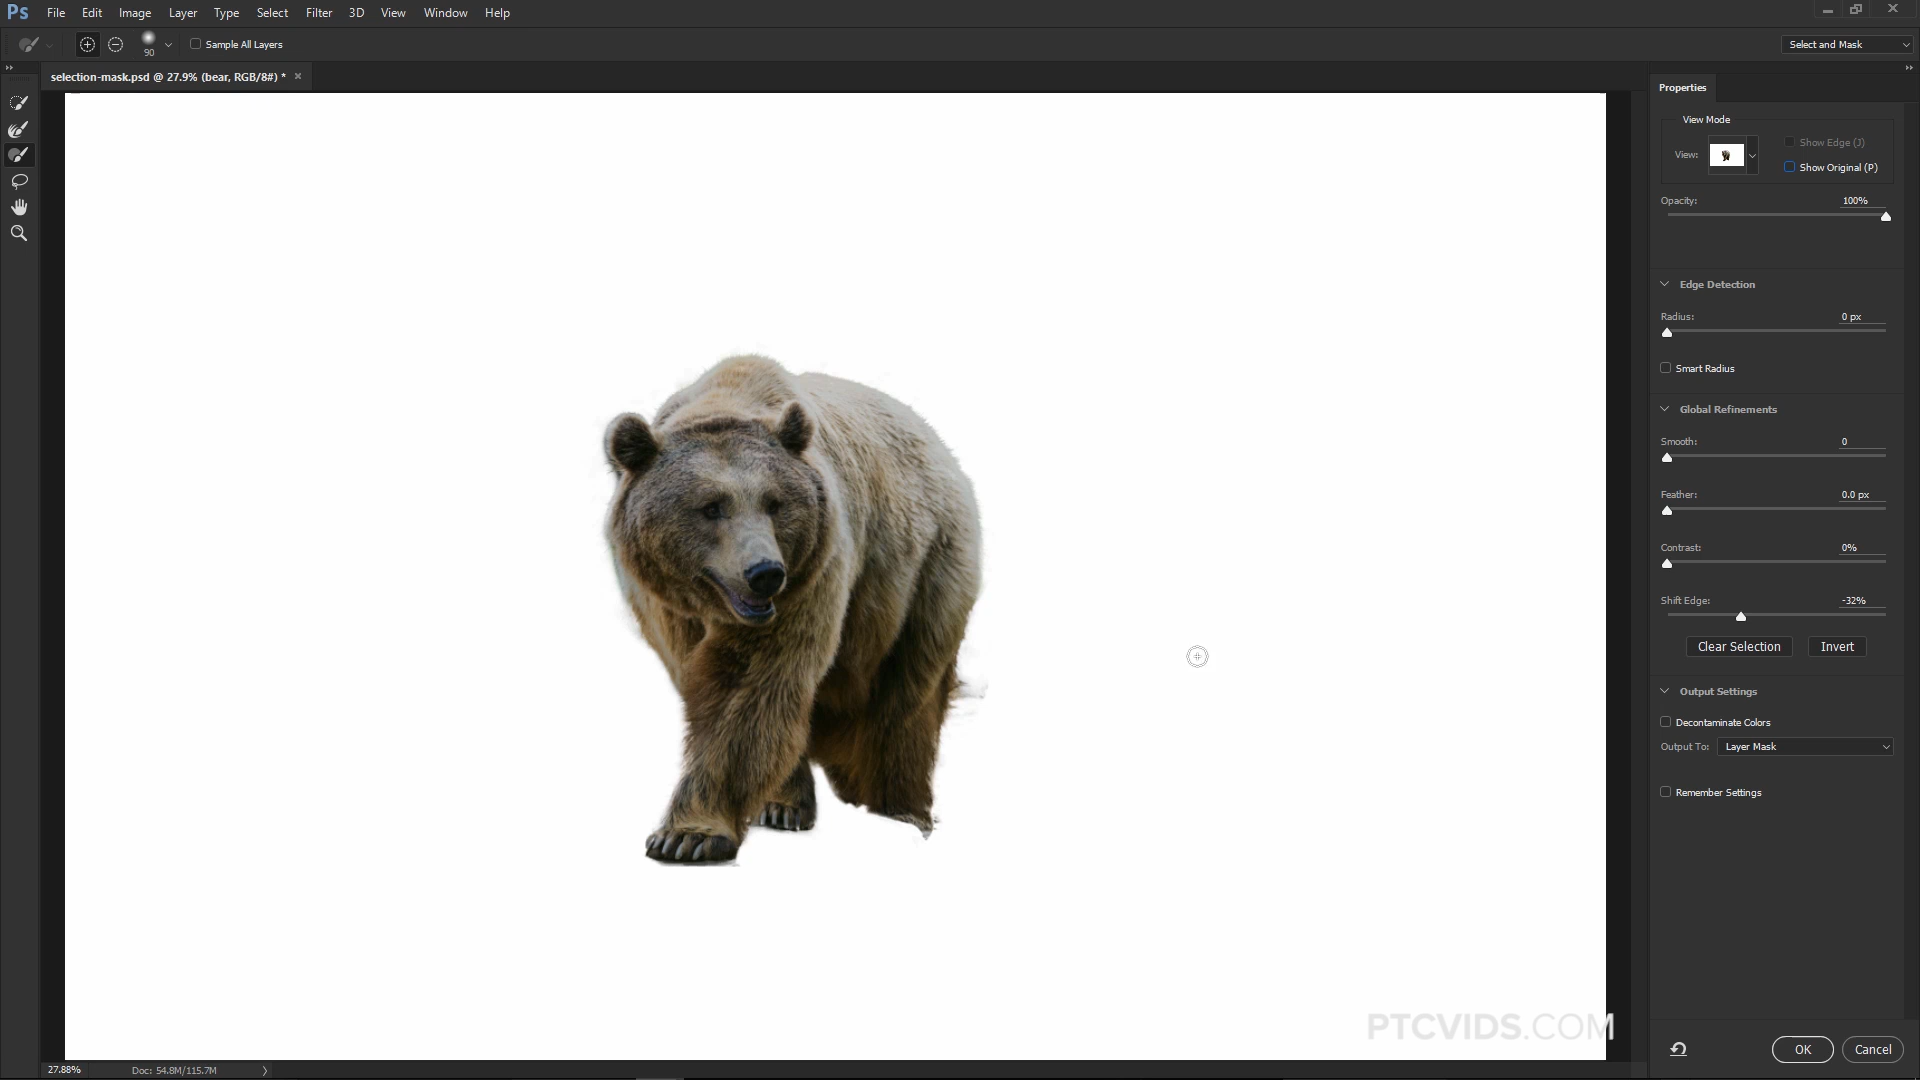 Ps File Edit Image Layer Type Select Filter 3D View Window Help
90 Sample All Layers Select and Mask
selection-mask.psd @ 27.9% (bear, RGB/8#) *
Properties
View Mode
Show Edge (J)
View:
Show Original (P)
Opacity: 100%
Edge Detection
Radius: 0 px
Smart Radius
Global Refinements
Smooth: 0
Feather: 0.0 px
Contrast: 0%
Shift Edge: -32%
Clear Selection Invert
Output Settings
Decontaminate Colors
Output To: Layer Mask
Remember Settings
PTCVIDS.COM
OK Cancel
27.88% Doc: 54.8M/115.7M